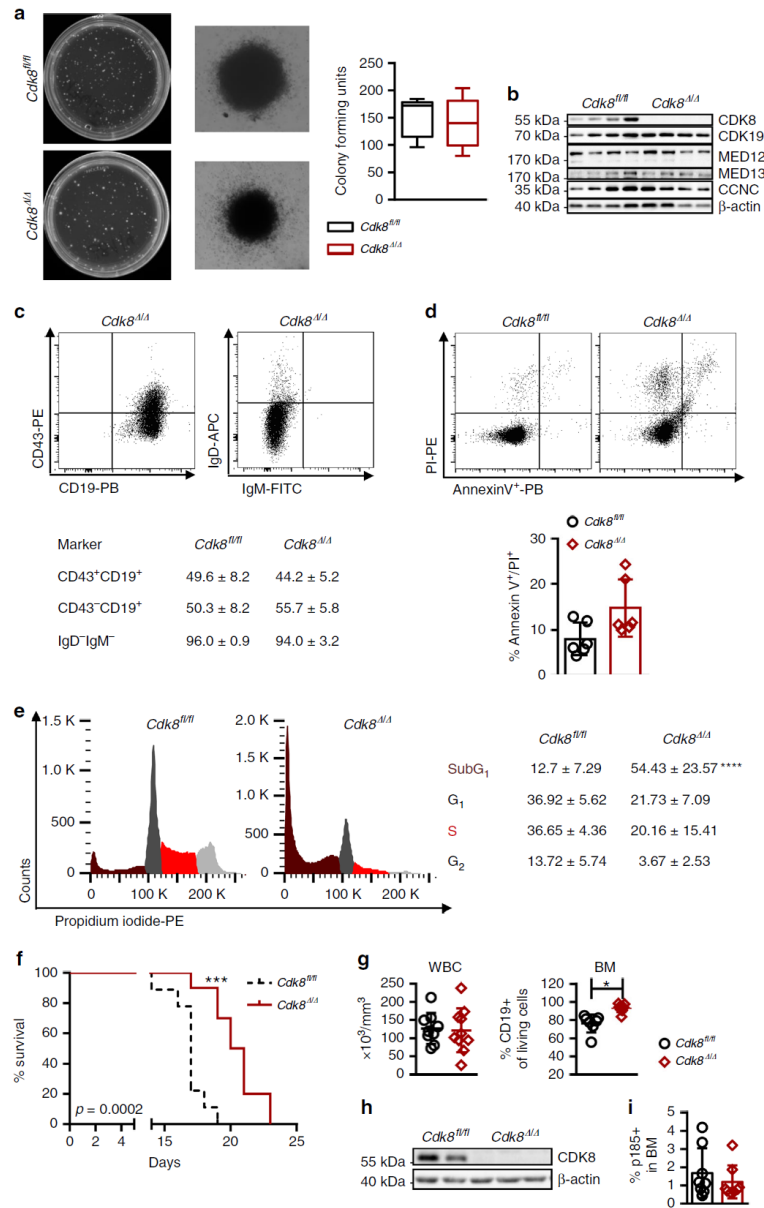 a
Cdk8fl/fl
Cdk8Δ/Δ
Colony forming units
250
200
150
100
50
0
Cdk8fl/fl
Cdk8Δ/Δ
b
Cdk8fl/fl Cdk8Δ/Δ
55 kDa CDK8
70 kDa CDK19
MED12
170 kDa
MED13
170 kDa
35 kDa CCNC
40 kDa β-actin
c
Cdk8Δ/Δ Cdk8Δ/Δ
CD43-PE
IgD-APC
CD19-PB IgM-FITC
Marker Cdk8fl/fl Cdk8Δ/Δ
CD43+CD19+ 49.6 ± 8.2 44.2 ± 5.2
CD43−CD19+ 50.3 ± 8.2 55.7 ± 5.8
IgD−IgM− 96.0 ± 0.9 94.0 ± 3.2
d
Cdk8fl/fl Cdk8Δ/Δ
PI-PE
AnnexinV+-PB
Cdk8fl/fl
Cdk8Δ/Δ
% Annexin V+/PI+
30
20
10
0
e
Cdk8fl/fl Cdk8Δ/Δ
1.5 K
1.0 K
500
0
2.0 K
1.5 K
1.0 K
500
0
Counts
0 100 K 200 K 0 100 K 200 K
Propidium iodide-PE
Cdk8fl/fl Cdk8Δ/Δ
SubG1 12.7 ± 7.29 54.43 ± 23.57 ****
G1 36.92 ± 5.62 21.73 ± 7.09
S 36.65 ± 4.36 20.16 ± 15.41
G2 13.72 ± 5.74 3.67 ± 2.53
f
% survival
100
80
60
40
20
0
***
Cdk8fl/fl
Cdk8Δ/Δ
p = 0.0002
0 2 4 15 20 25
Days
g
WBC
×10³/mm³
250
200
150
100
50
0
BM
*
% CD19+
of living cells
120
100
80
60
40
20
Cdk8fl/fl
Cdk8Δ/Δ
h
Cdk8fl/fl Cdk8Δ/Δ
55 kDa CDK8
40 kDa β-actin
i
% p185+
in BM
5
4
3
2
1
0